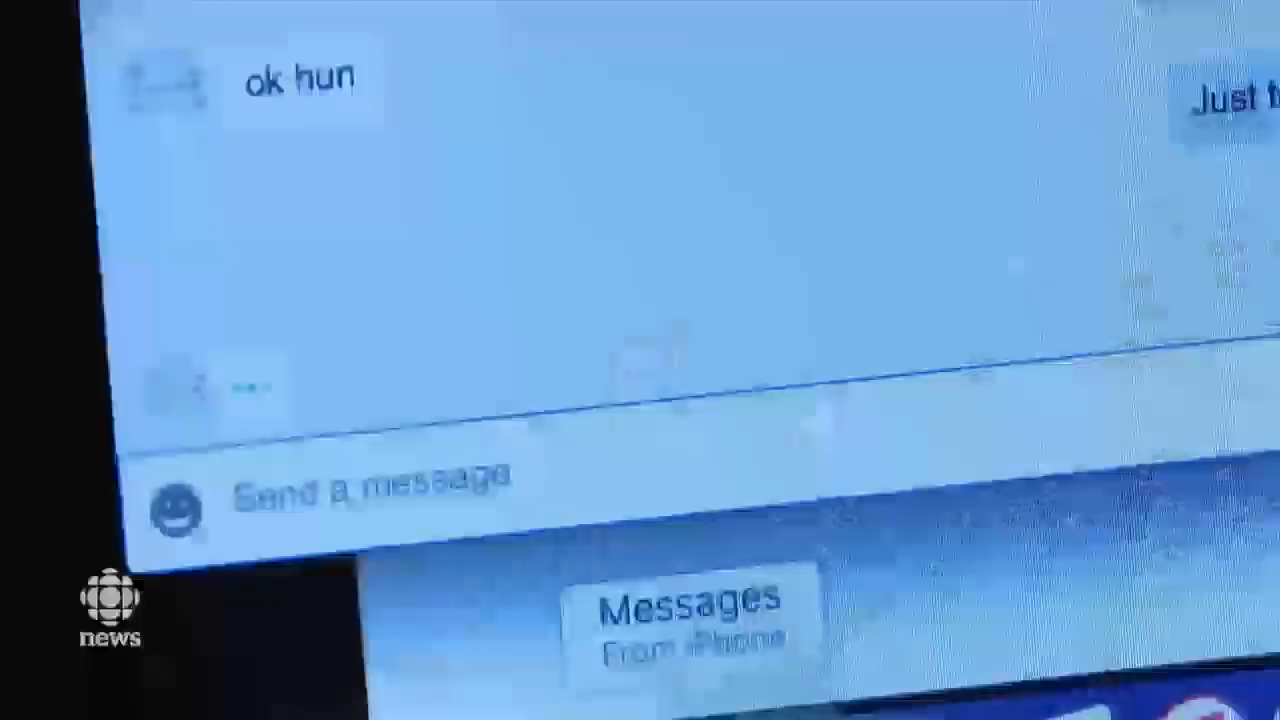 ok hun
Just
Send a message
Messages
From iPhone
news